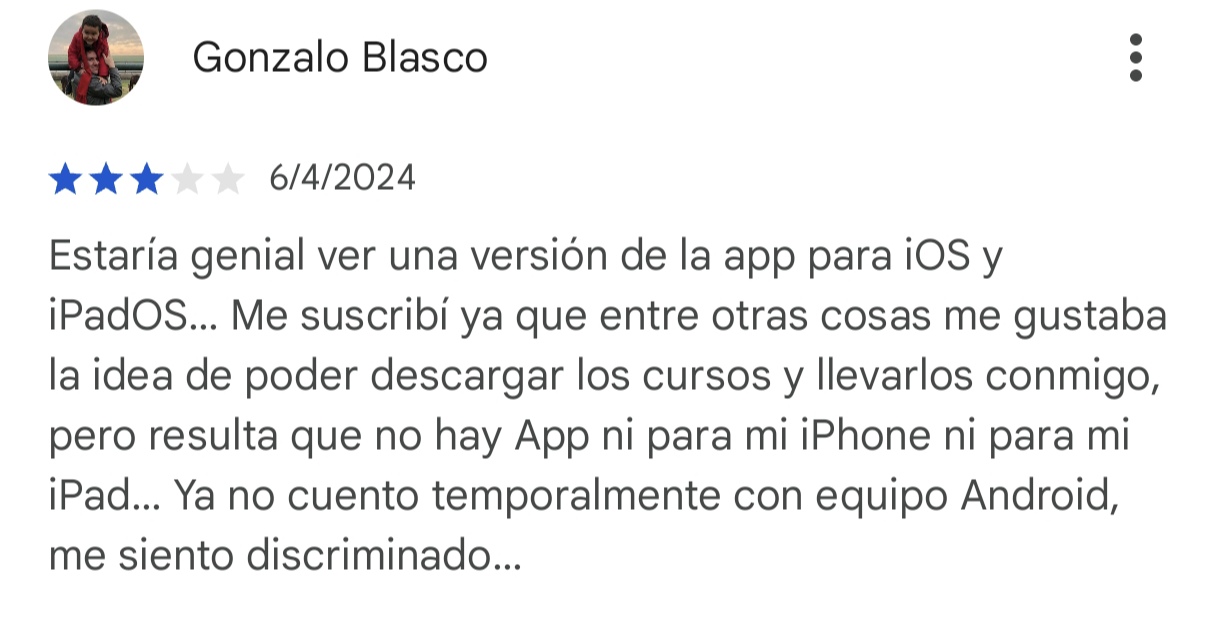 Gonzalo Blasco
6/4/2024
Estaría genial ver una versión de la app para iOS y
iPadOS... Me suscribí ya que entre otras cosas me gustaba
la idea de poder descargar los cursos y llevarlos conmigo,
pero resulta que no hay App ni para mi iPhone ni para mi
iPad... Ya no cuento temporalmente con equipo Android,
me siento discriminado...